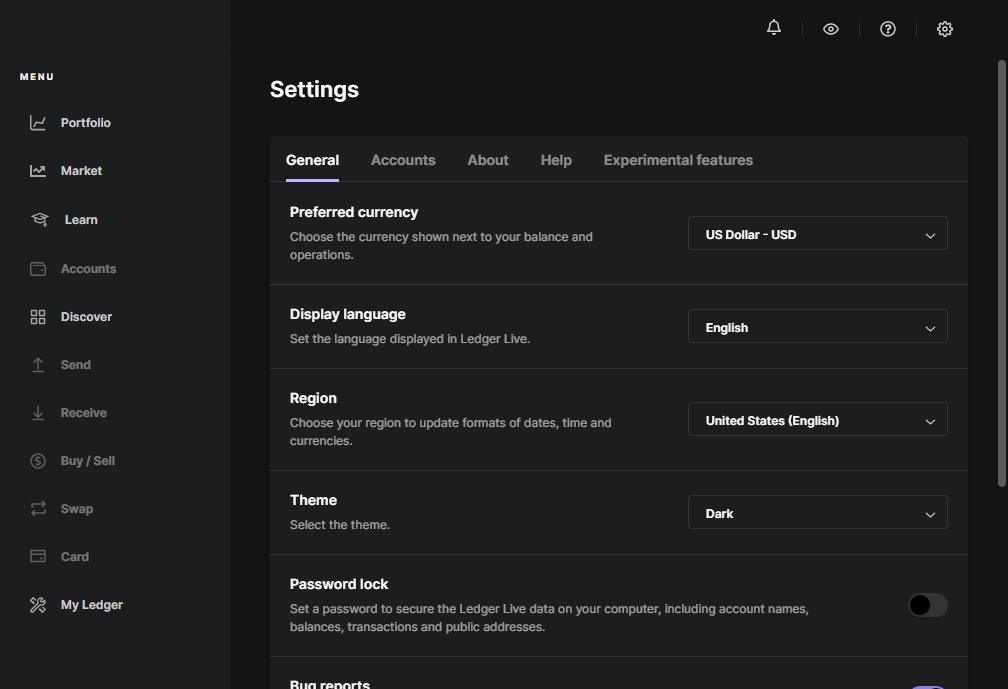 MENU
Portfolio
Market
Learn
Accounts
Discover
Send
Receive
Buy / Sell
Swap
Card
My Ledger
Settings
General Accounts About Help Experimental features
Preferred currency
Choose the currency shown next to your balance and
operations.
US Dollar - USD
Display language
Set the language displayed in Ledger Live.
English
Region
Choose your region to update formats of dates, time and
currencies.
United States (English)
Theme
Select the theme.
Dark
Password lock
Set a password to secure the Ledger Live data on your computer, including account names,
balances, transactions and public addresses.
Bug reports